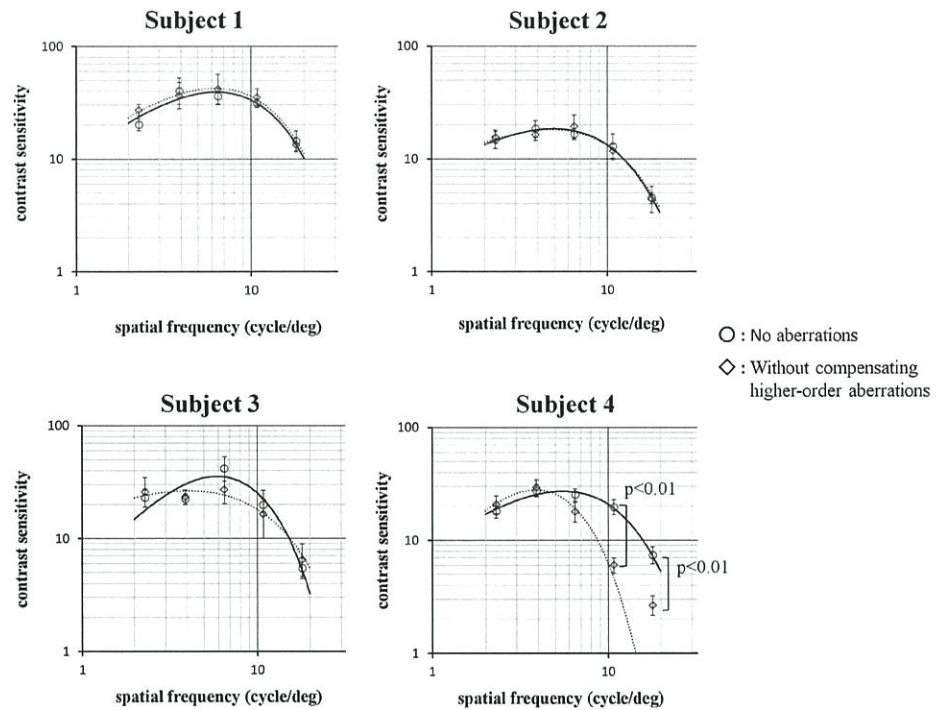 Subject 1
100
10
1
contrast sensitivity
1
10
spatial frequency (cycle/deg)
Subject 2
100
10
1
contrast sensitivity
1
10
spatial frequency (cycle/deg)
○ : No aberrations
◇ : Without compensating
higher-order aberrations
Subject 3
100
10
1
contrast sensitivity
1
10
spatial frequency (cycle/deg)
Subject 4
100
10
1
contrast sensitivity
p<0.01
p<0.01
1
10
spatial frequency (cycle/deg)